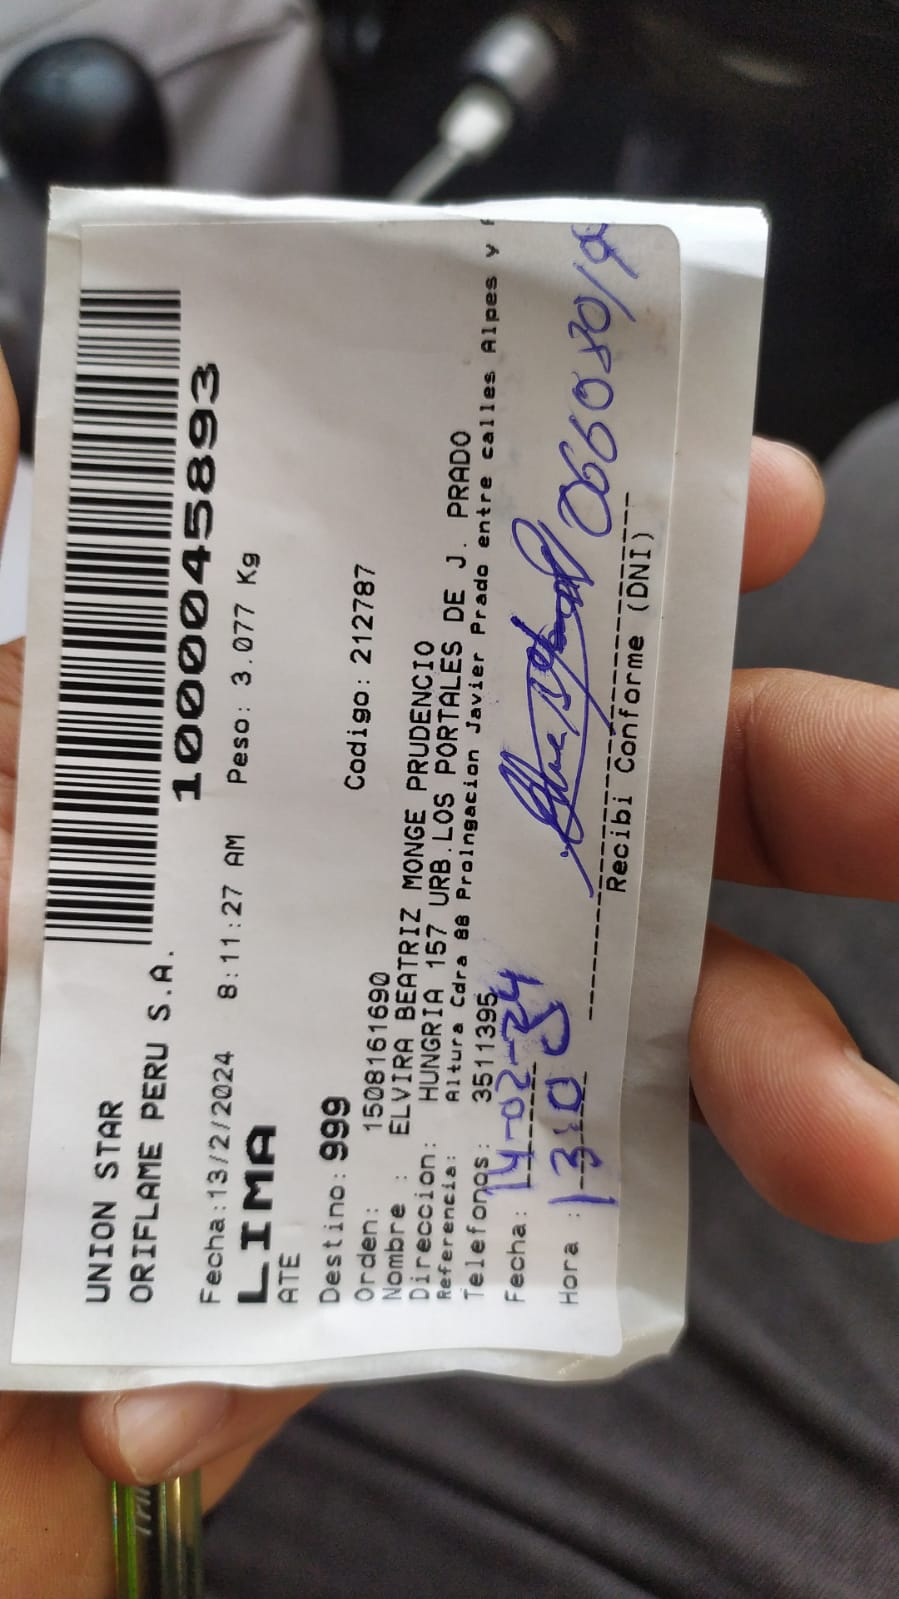 1000045893
UNION STAR
ORIFLAME PERU S.A.
Fecha:13/2/2024 8:11:27 AM Peso: 3.077 Kg
LIMA
ATE
Destino: 999 Codigo: 212787
Orden: 1508161690
Nombre : ELVIRA BEATRIZ MONGE PRUDENCIO
Direccion: HUNGRIA 157 URB.LOS PORTALES DE J. PRADO
Referencia: Altura Cdra 88 Prolngacion Javier Prado entre calles Alpes y
Telefonos: 3511395
Fecha: 14-02-24
Hora :
Recibi Conforme (DNI)